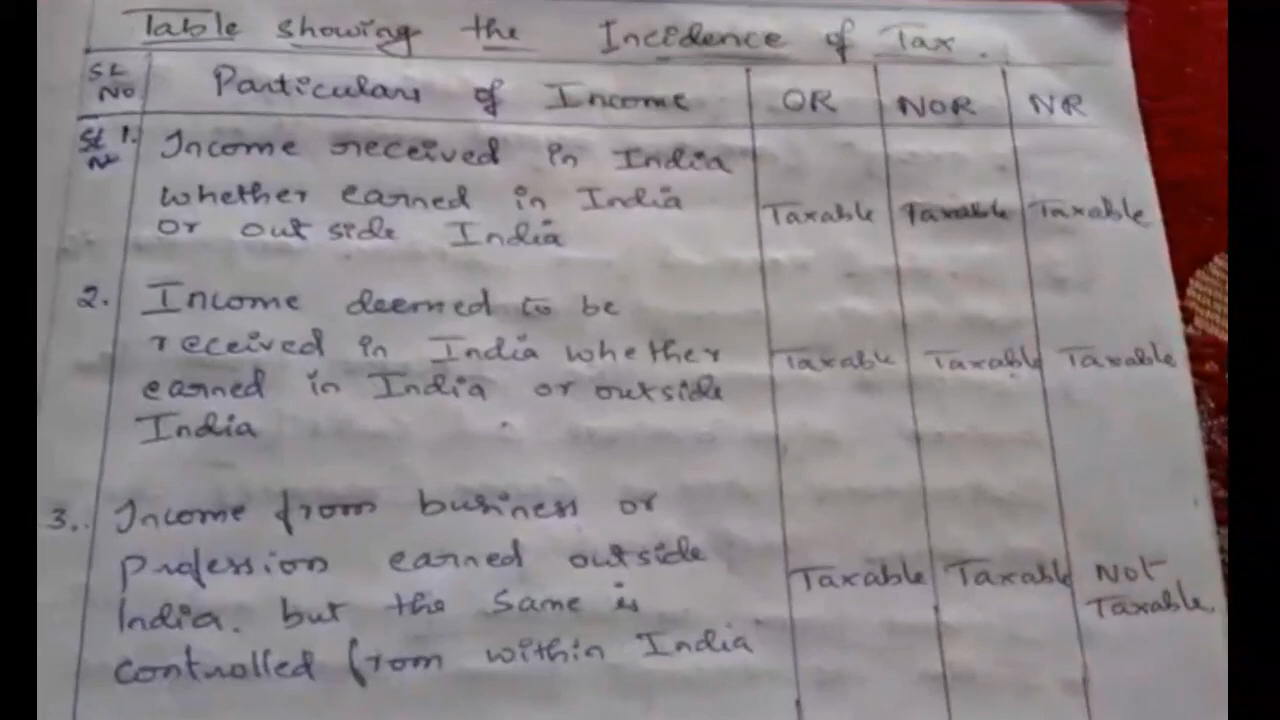 Table showing the Incidence of Tax.
SL No Particulars of Income OR NOR NR
SL No 1. Income received in India
whether earned in India
or out side India Taxable Taxable Taxable
2. Income deemed to be
received in India whether Taxable Taxable Taxable
earned in India or outside
India
3. Income from business or
Profession earned outside
India. but the same is Taxable Taxable Not Taxable.
controlled from within India